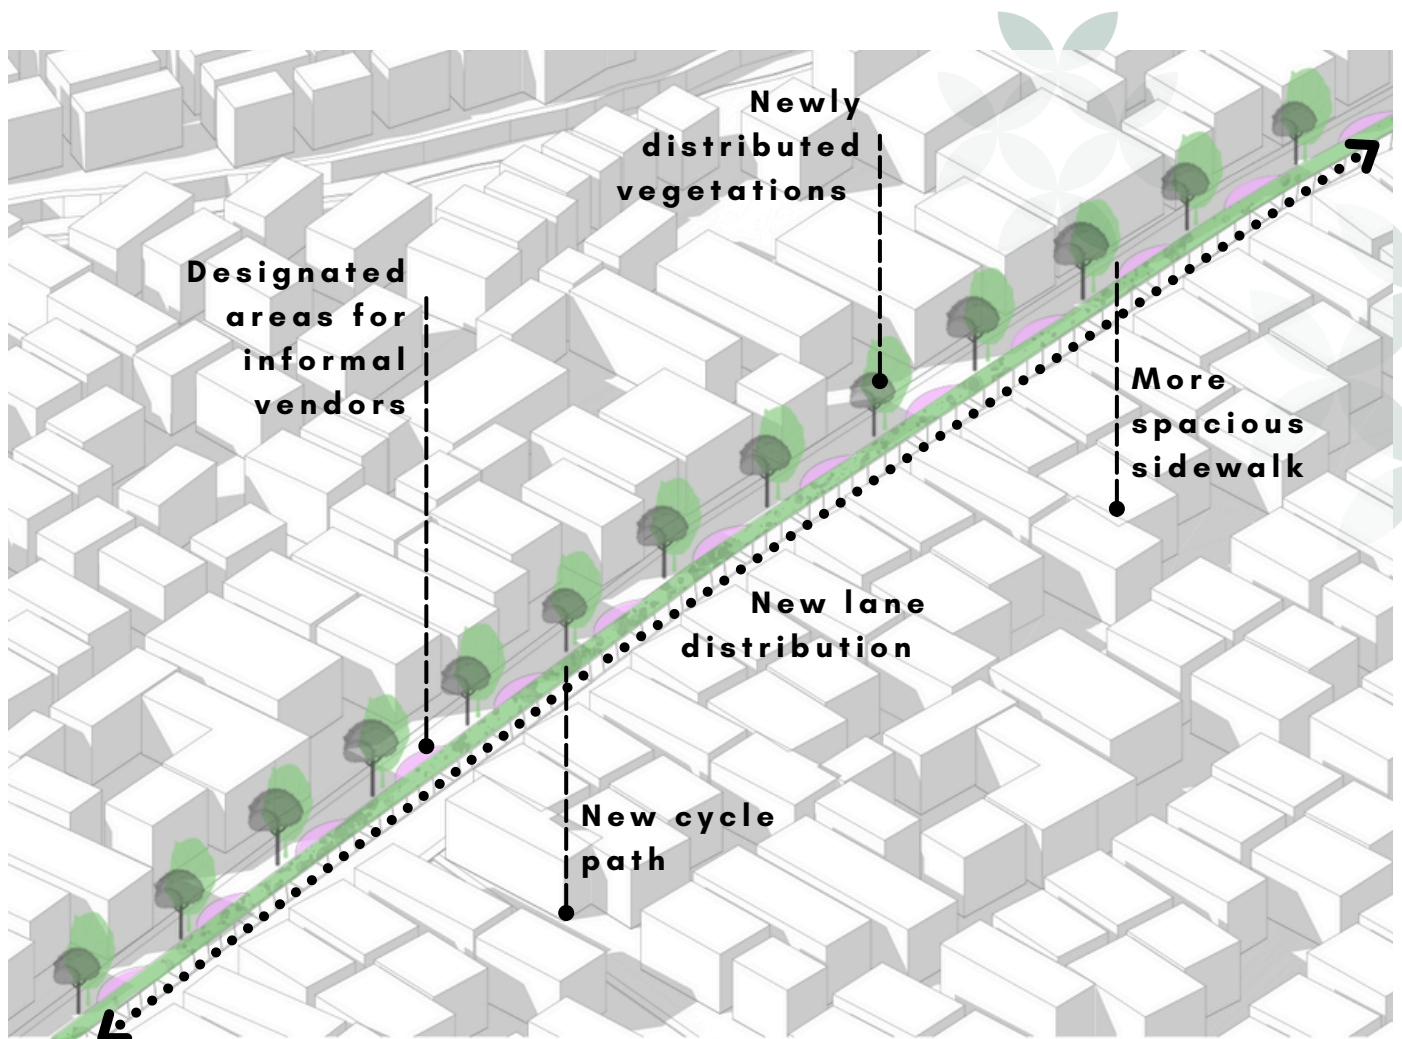 Newly
distributed
vegetations
Designated
areas for
informal
vendors
More
spacious
sidewalk
New lane
distribution
New cycle
path